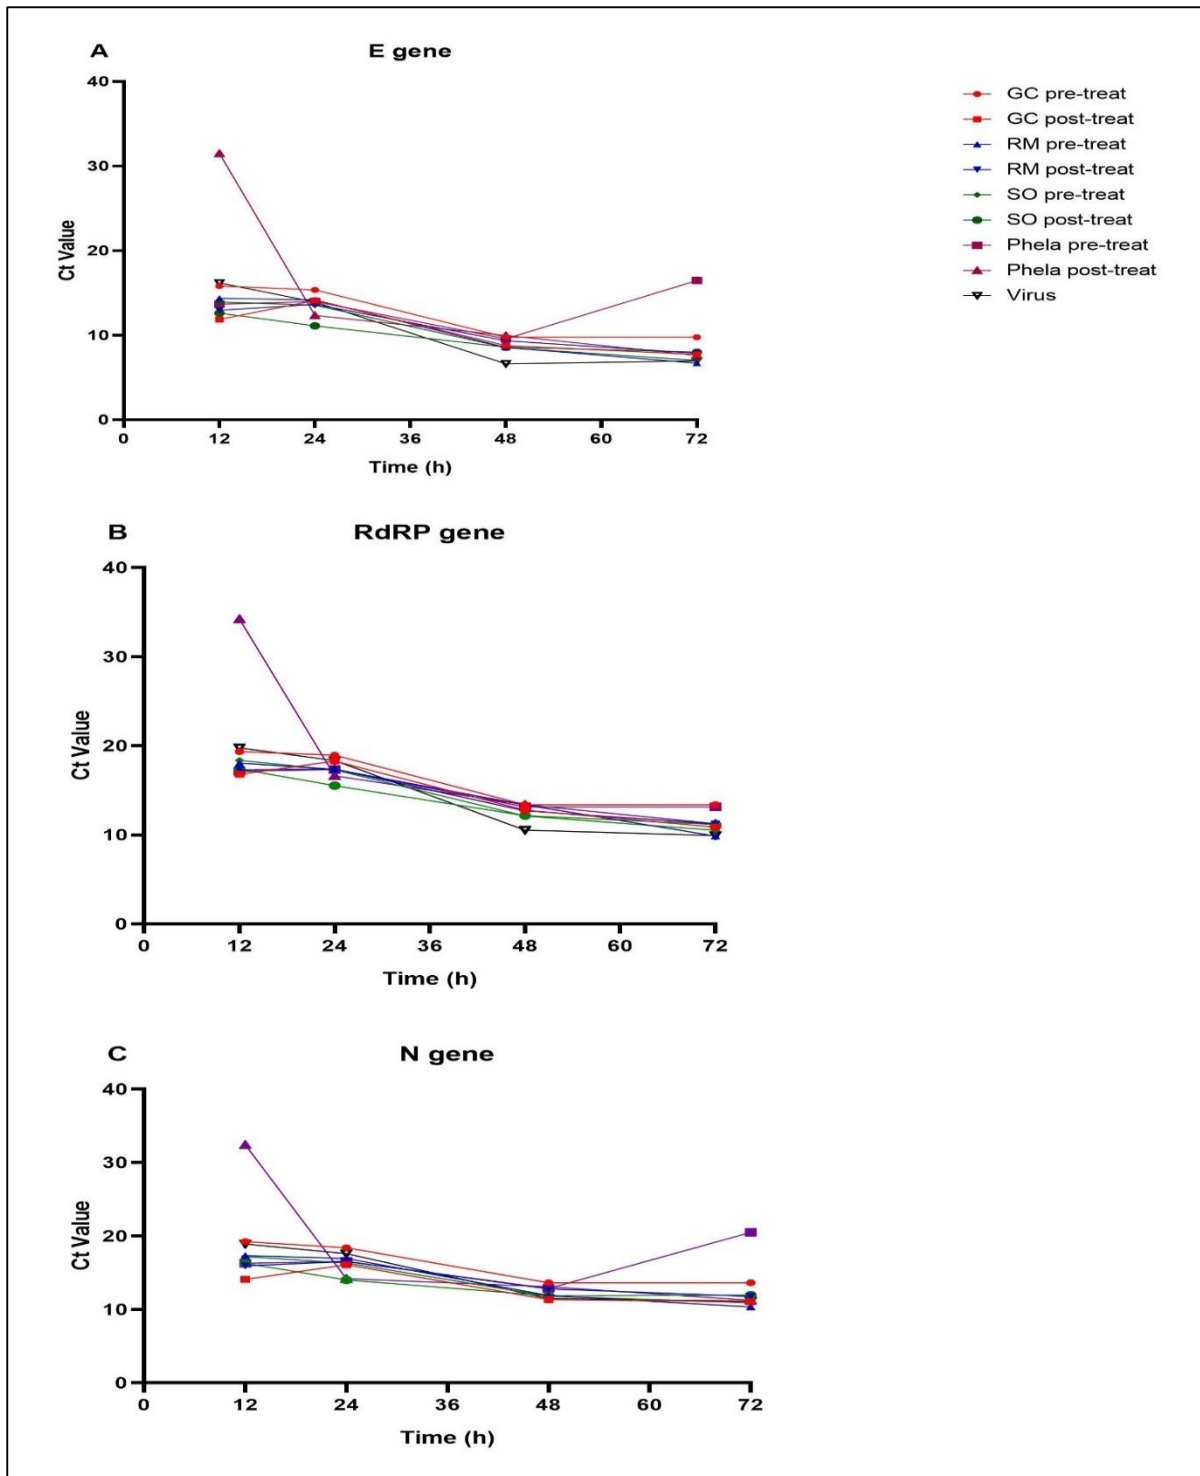 A E gene
40
30
20
10
0
Ct Value
0 12 24 36 48 60 72
Time (h)
GC pre-treat
GC post-treat
RM pre-treat
RM post-treat
SO pre-treat
SO post-treat
Phela pre-treat
Phela post-treat
Virus
B RdRP gene
40
30
20
10
0
Ct Value
0 12 24 36 48 60 72
Time (h)
C N gene
40
30
20
10
0
Ct Value
0 12 24 36 48 60 72
Time (h)